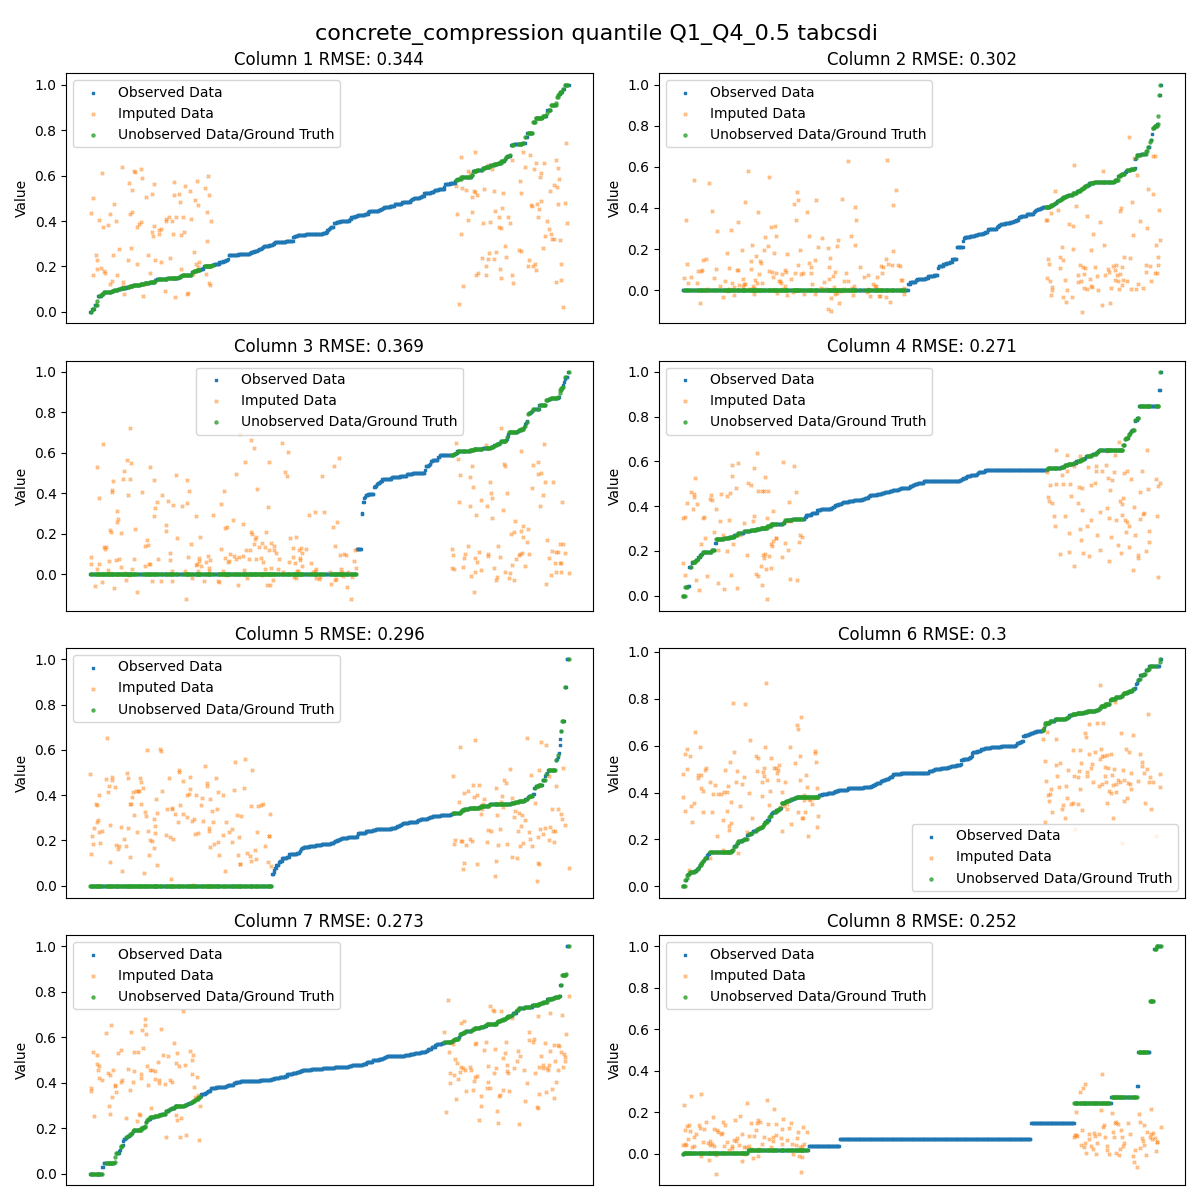 concrete_compression quantile Q1_Q4_0.5 tabcsdi
Column 1 RMSE: 0.344
Value
1.0
0.8
0.6
0.4
0.2
0.0
Observed Data
Imputed Data
Unobserved Data/Ground Truth
Column 2 RMSE: 0.302
Value
1.0
0.8
0.6
0.4
0.2
0.0
Observed Data
Imputed Data
Unobserved Data/Ground Truth
Column 3 RMSE: 0.369
Value
1.0
0.8
0.6
0.4
0.2
0.0
Observed Data
Imputed Data
Unobserved Data/Ground Truth
Column 4 RMSE: 0.271
Value
1.0
0.8
0.6
0.4
0.2
0.0
Observed Data
Imputed Data
Unobserved Data/Ground Truth
Column 5 RMSE: 0.296
Value
1.0
0.8
0.6
0.4
0.2
0.0
Observed Data
Imputed Data
Unobserved Data/Ground Truth
Column 6 RMSE: 0.3
Value
1.0
0.8
0.6
0.4
0.2
0.0
Observed Data
Imputed Data
Unobserved Data/Ground Truth
Column 7 RMSE: 0.273
Value
1.0
0.8
0.6
0.4
0.2
0.0
Observed Data
Imputed Data
Unobserved Data/Ground Truth
Column 8 RMSE: 0.252
Value
1.0
0.8
0.6
0.4
0.2
0.0
Observed Data
Imputed Data
Unobserved Data/Ground Truth